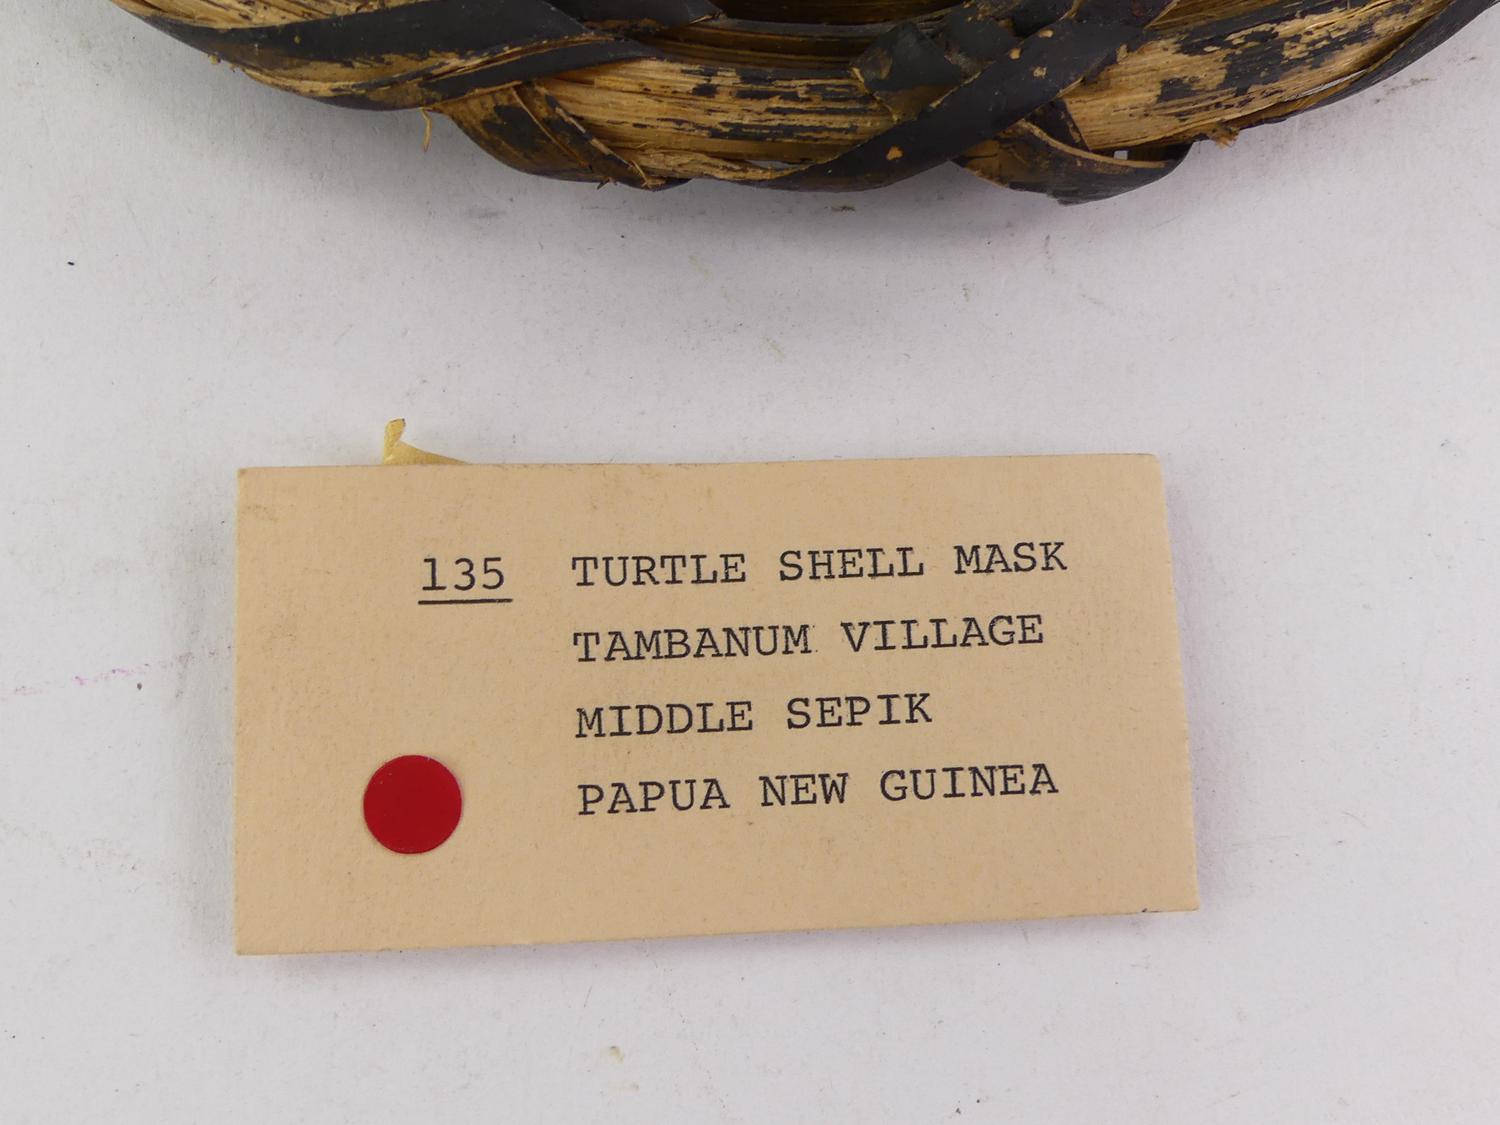 135 TURTLE SHELL MASK
TAMBANUM VILLAGE
MIDDLE SEPIK
PAPUA NEW GUINEA